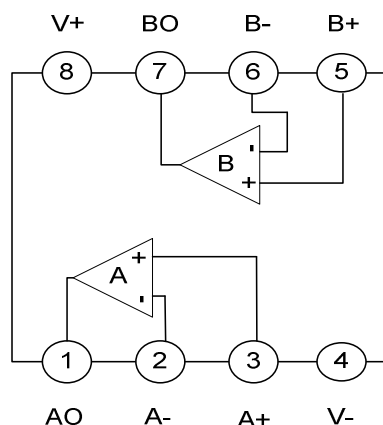 V+ BO B- B+
8 7 6 5
- B +
+ A -
1 2 3 4
AO A- A+ V-